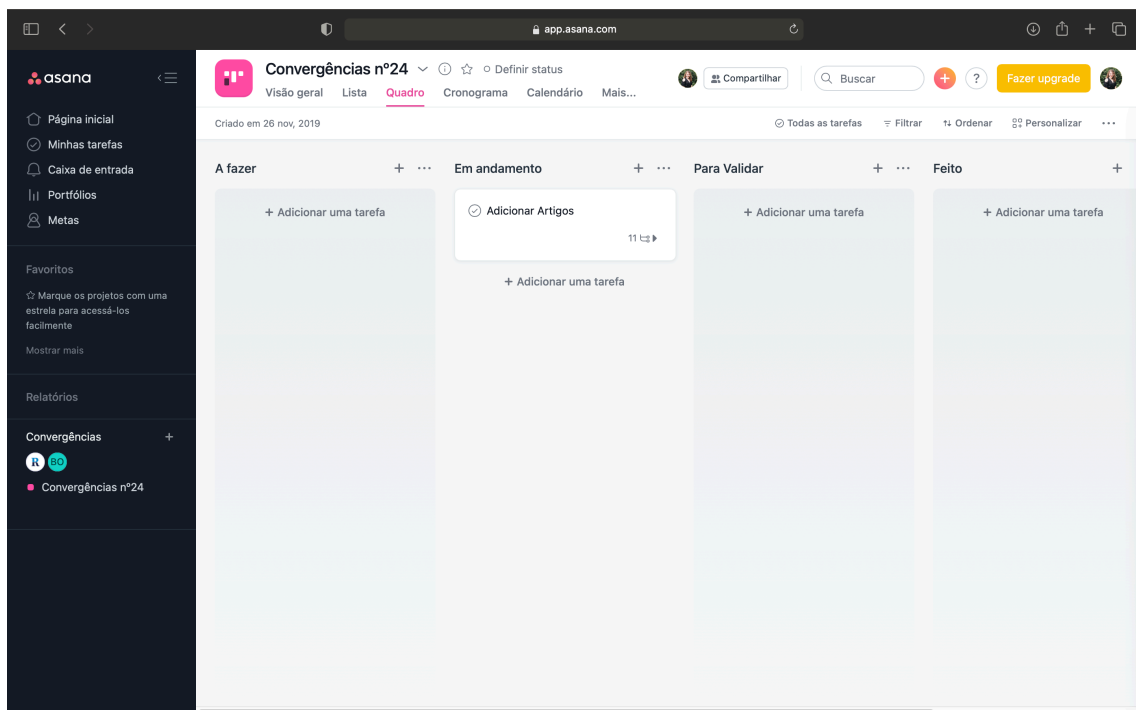 app.asana.com
asana
Página inicial
Minhas tarefas
Caixa de entrada
Portfólios
Metas
Favoritos
Marque os projetos com uma
estrela para acessá-los
facilmente
Mostrar mais
Relatórios
Convergências
R BO
Convergências nº24
Convergências nº24 Definir status
Visão geral Lista Quadro Cronograma Calendário Mais...
Compartilhar Buscar ? Fazer upgrade
Criado em 26 nov, 2019
Todas as tarefas Filtrar Ordenar Personalizar
A fazer
+ Adicionar uma tarefa
Em andamento
Adicionar Artigos
11
+ Adicionar uma tarefa
Para Validar
+ Adicionar uma tarefa
Feito
+ Adicionar uma tarefa